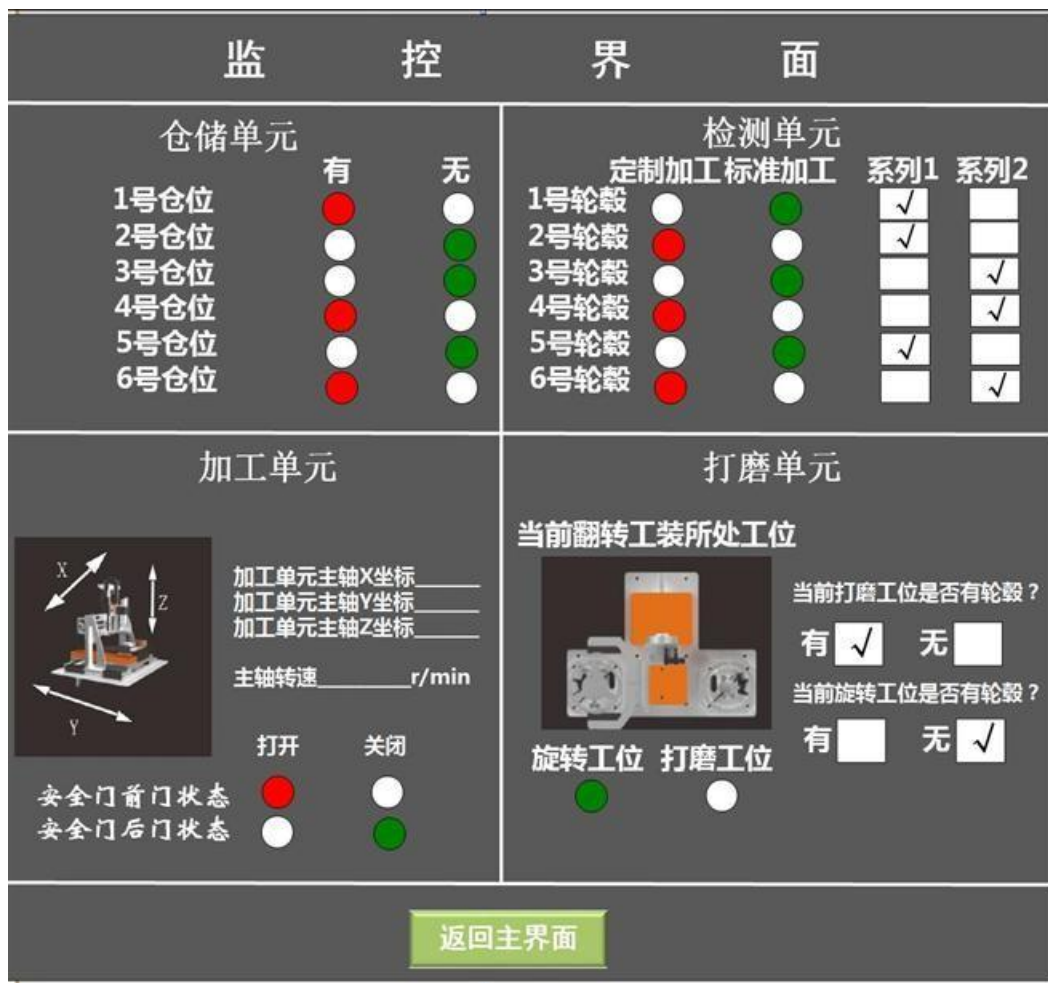 监 控 界 面
仓储单元
有 无
1号仓位
2号仓位
3号仓位
4号仓位
5号仓位
6号仓位
检测单元
定制加工 标准加工 系列1 系列2
1号轮毂 √
2号轮毂 √
3号轮毂 √
4号轮毂 √
5号轮毂 √
6号轮毂 √
加工单元
X
Z
Y
加工单元主轴X坐标______
加工单元主轴Y坐标______
加工单元主轴Z坐标______
主轴转速________r/min
打开 关闭
安全门前门状态
安全门后门状态
打磨单元
当前翻转工装所处工位
旋转工位 打磨工位
当前打磨工位是否有轮毂？
有 √ 无
当前旋转工位是否有轮毂？
有 无 √
返回主界面